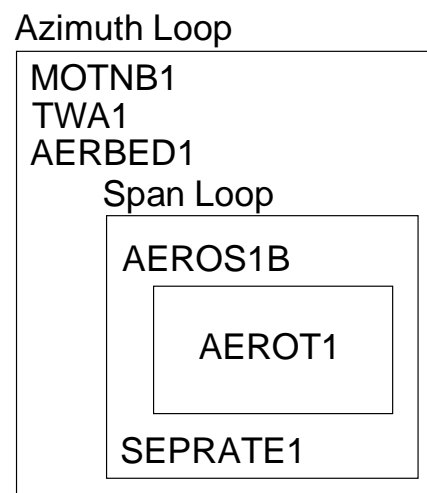 Azimuth Loop
MOTNB1
TWA1
AERBED1
Span Loop
AEROS1B
AEROT1
SEPRATE1